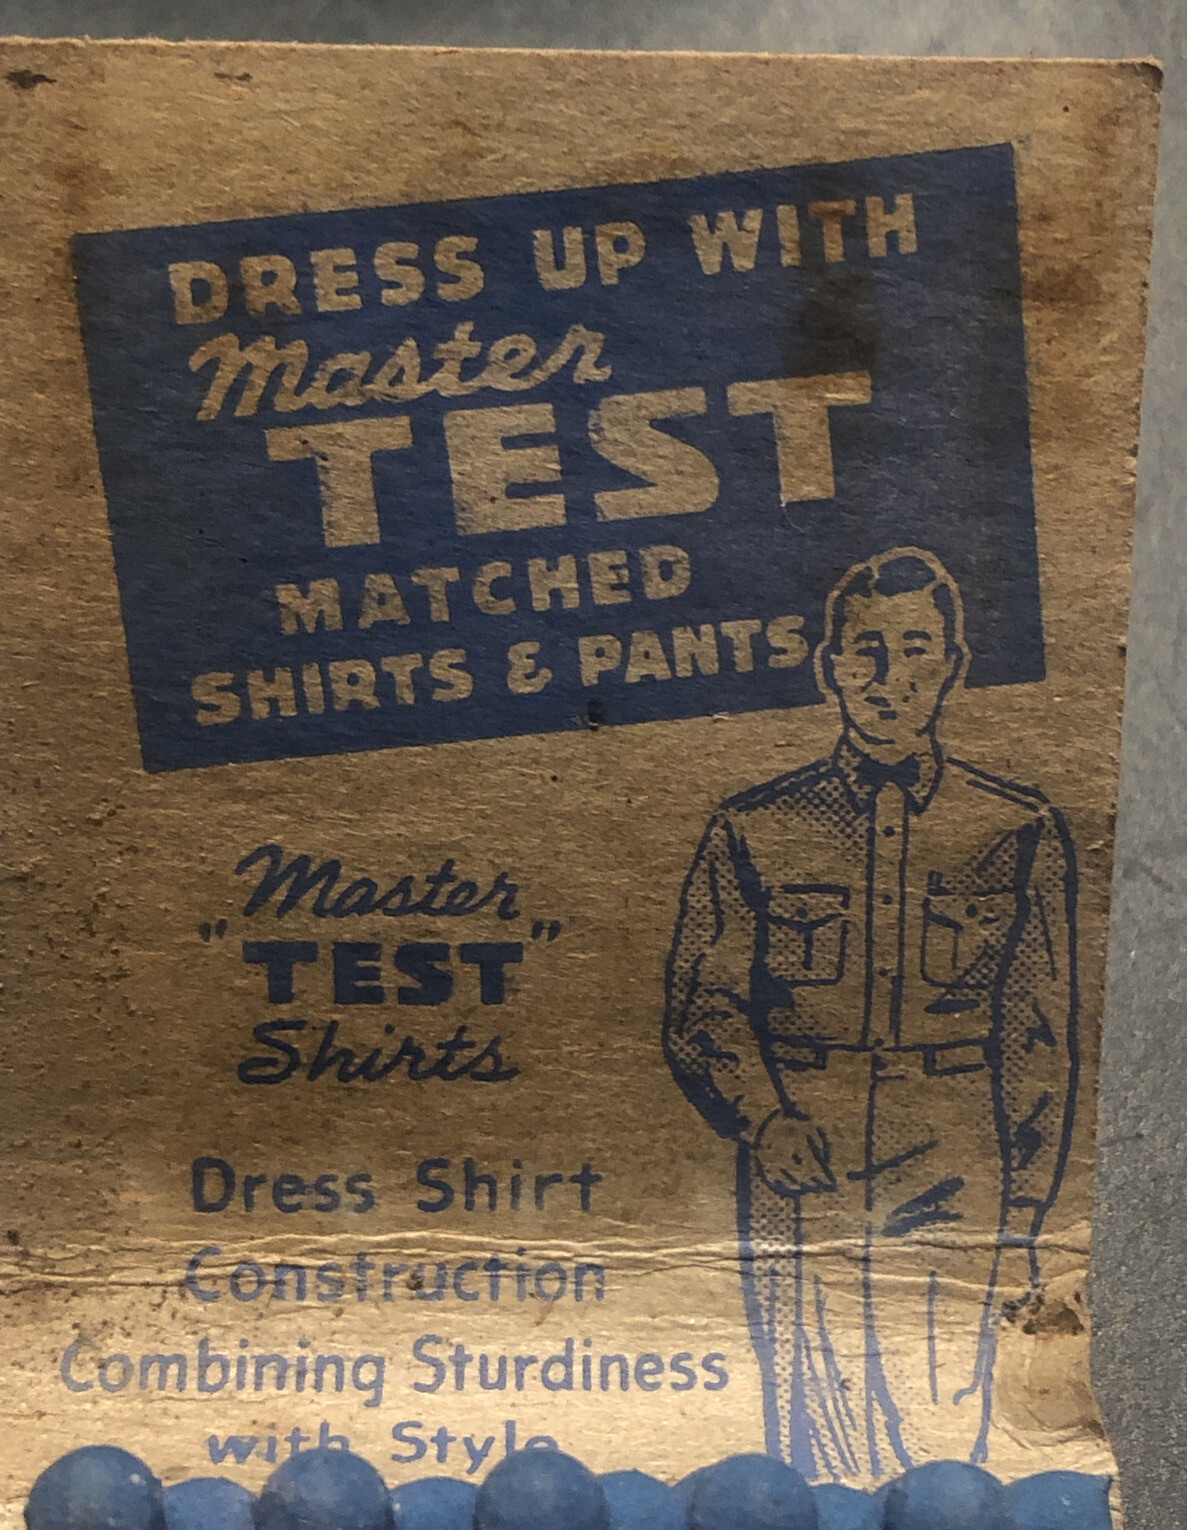 DRESS UP WITH
Master
TEST
MATCHED
SHIRTS & PANTS
Master
"TEST"
Shirts
Dress Shirt
Construction
Combining Sturdiness
with Style